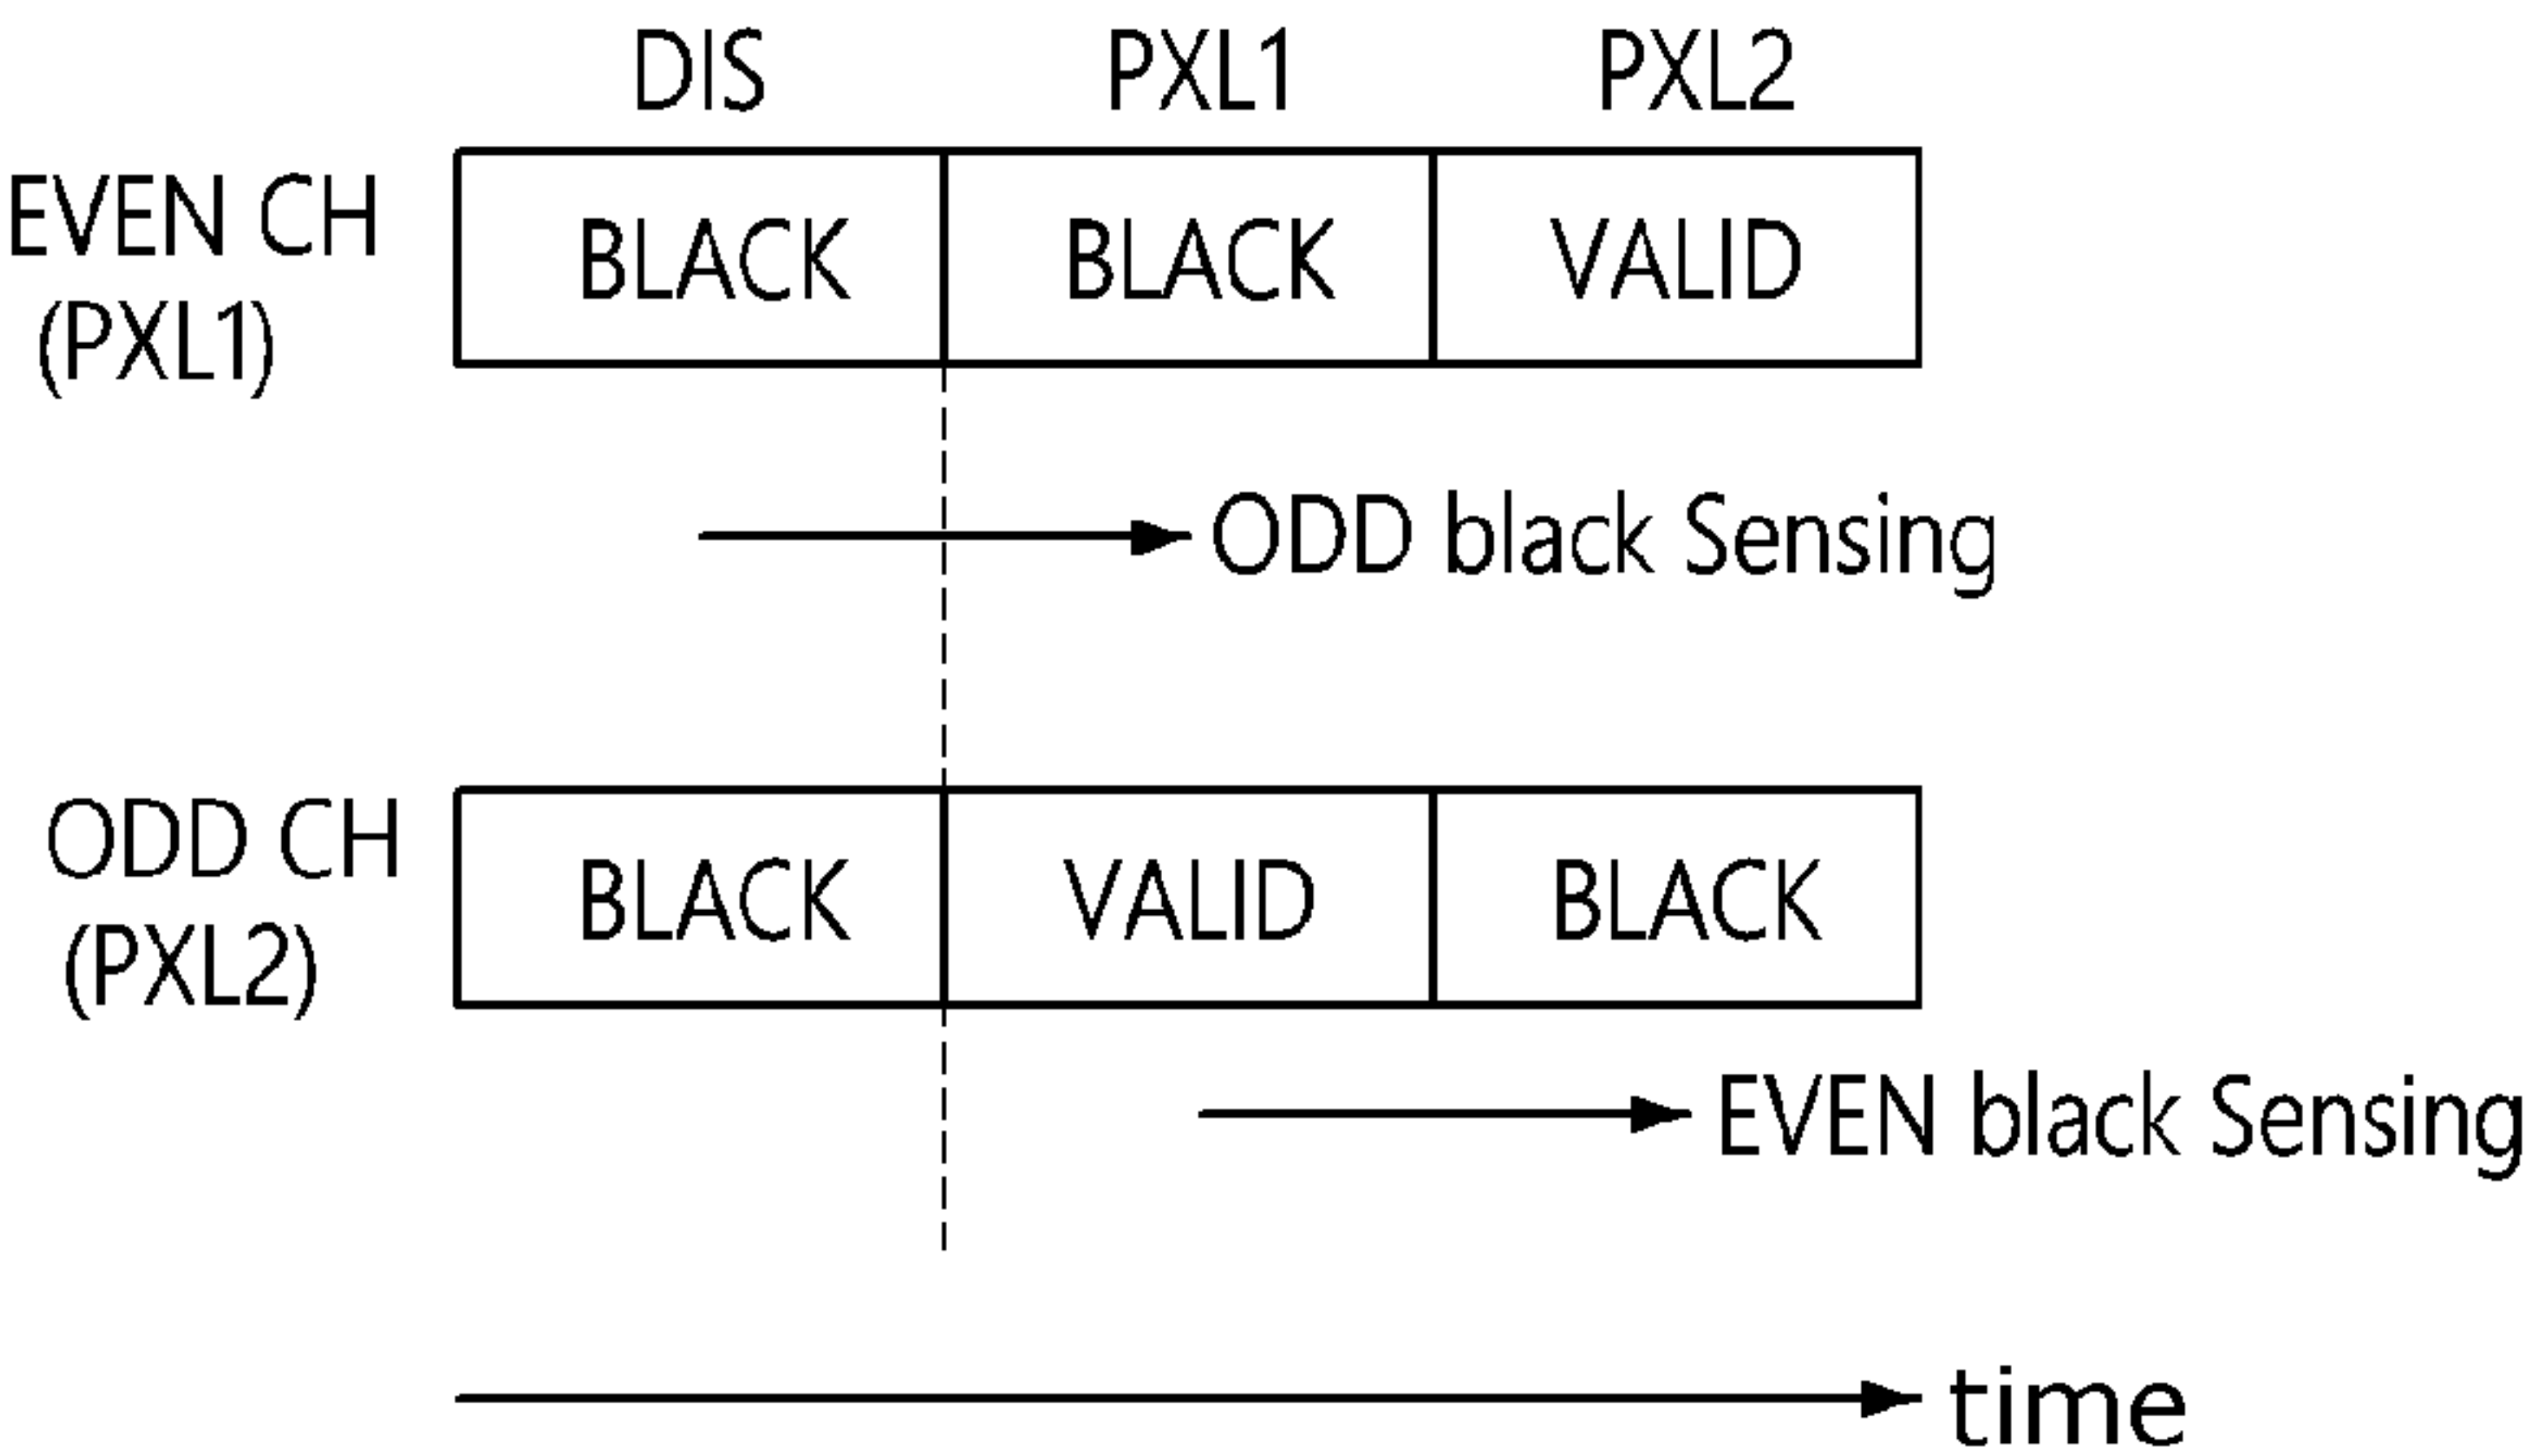 DIS PXL1 PXL2
EVEN CH
(PXL1)
BLACK BLACK VALID
ODD black Sensing
ODD CH
(PXL2)
BLACK VALID BLACK
EVEN black Sensing
time